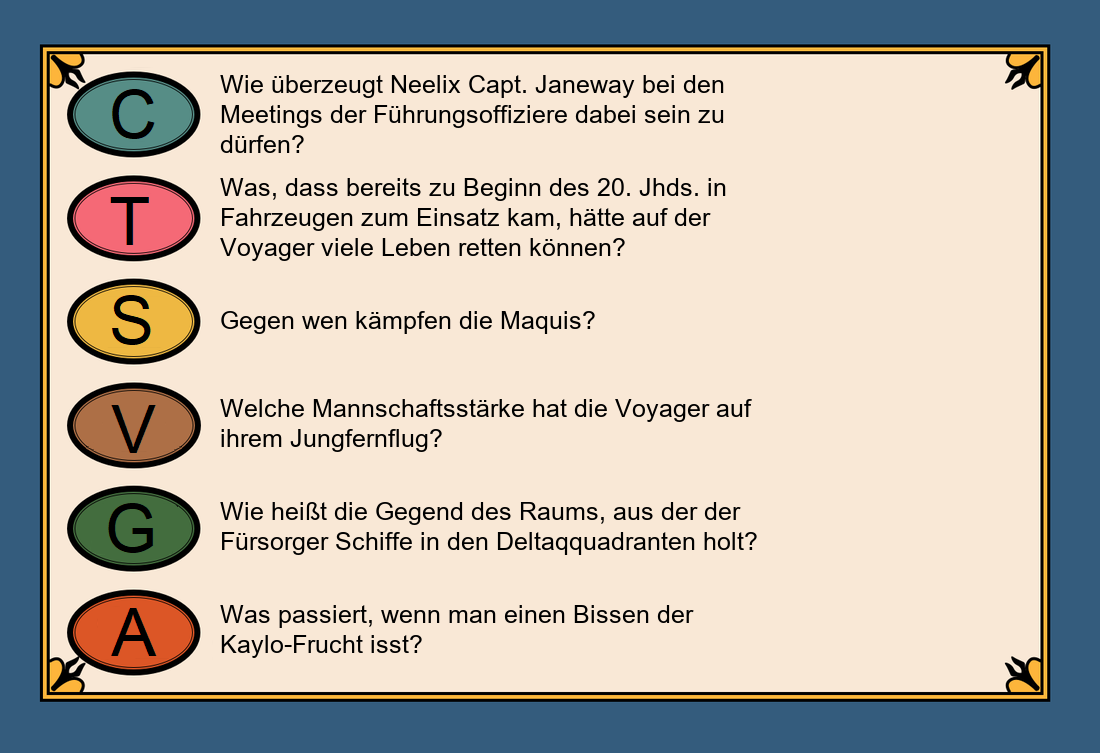 C
Wie überzeugt Neelix Capt. Janeway bei den
Meetings der Führungsoffiziere dabei sein zu
dürfen?
T
Was, dass bereits zu Beginn des 20. Jhds. in
Fahrzeugen zum Einsatz kam, hätte auf der
Voyager viele Leben retten können?
S
Gegen wen kämpfen die Maquis?
V
Welche Mannschaftsstärke hat die Voyager auf
ihrem Jungfernflug?
G
Wie heißt die Gegend des Raums, aus der der
Fürsorger Schiffe in den Deltaqquadranten holt?
A
Was passiert, wenn man einen Bissen der
Kaylo-Frucht isst?